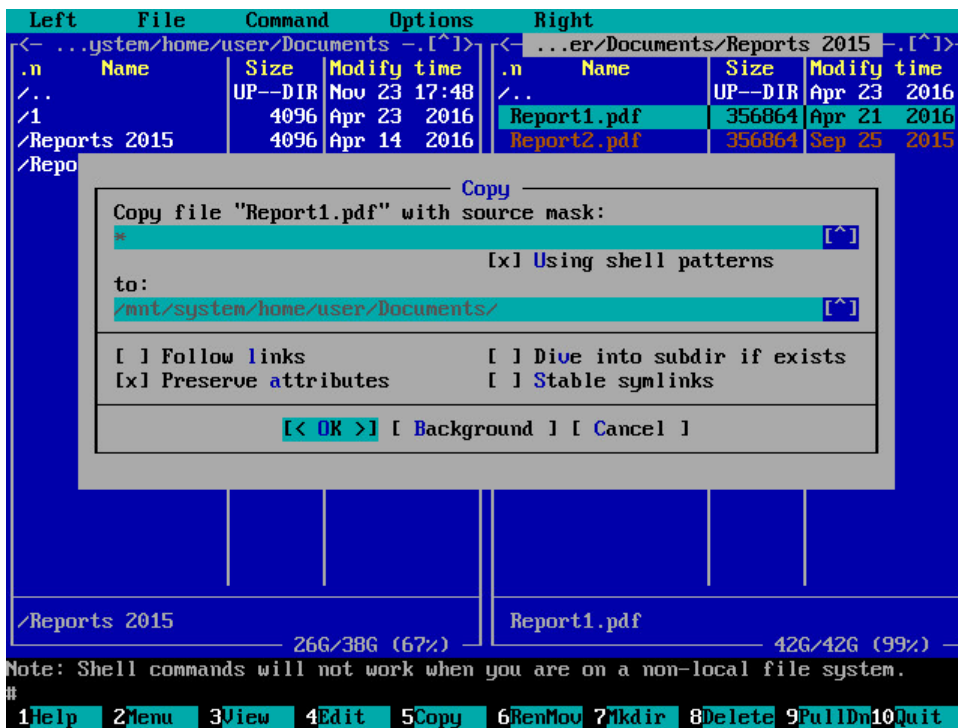 Left File Command Options Right
<- ...ystem/home/user/Documents -.[^]> <- ...er/Documents/Reports 2015 -.[^]>
.n Name Size Modify time .n Name Size Modify time
/.. UP--DIR Nov 23 17:48 /.. UP--DIR Apr 23 2016
/1 4096 Apr 23 2016 Report1.pdf 356864 Apr 21 2016
/Reports 2015 4096 Apr 14 2016 Report2.pdf 356864 Sep 25 2015
/Repo
Copy
Copy file "Report1.pdf" with source mask:
* [^]
[x] Using shell patterns
to:
/mnt/system/home/user/Documents/ [^]
[ ] Follow links [ ] Dive into subdir if exists
[x] Preserve attributes [ ] Stable symlinks
[< OK >] [ Background ] [ Cancel ]
/Reports 2015 Report1.pdf
26G/38G (67%) 42G/42G (99%)
Note: Shell commands will not work when you are on a non-local file system.
#
1Help 2Menu 3View 4Edit 5Copy 6RenMov 7Mkdir 8Delete 9PullDn 10Quit